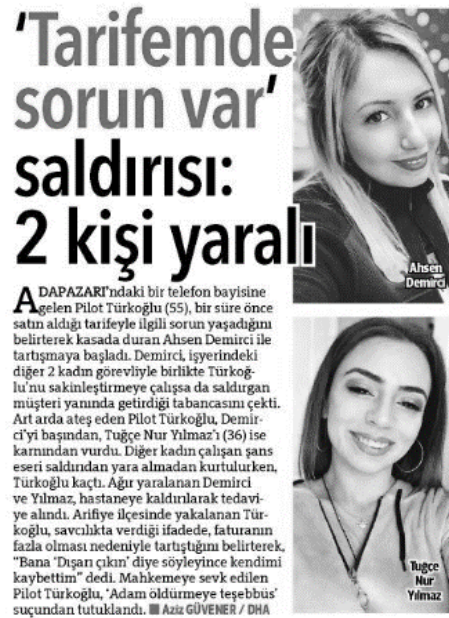 'Tarifemde
sorun var'
saldırısı:
2 kişi yaralı
Ahsen
Demirci
ADAPAZARI'ndaki bir telefon bayisine
gelen Pilot Türkoğlu (55), bir süre önce
satın aldığı tarifeyle ilgili sorun yaşadığını
belirterek kasada duran Ahsen Demirci ile
tartışmaya başladı. Demirci, işyerindeki
diğer 2 kadın görevliyle birlikte Türkoğ-
lu'nu sakinleştirmeye çalışsa da saldırgan
müşteri yanında getirdiği tabancasını çekti.
Art arda ateş eden Pilot Türkoğlu, Demir-
ci'yi başından, Tuğçe Nur Yılmaz'ı (36) ise
karnından vurdu. Diğer kadın çalışan şans
eseri saldırıdan yara almadan kurtulurken,
Türkoğlu kaçtı. Ağır yaralanan Demirci
ve Yılmaz, hastaneye kaldırılarak tedavi-
ye alındı. Arifiye ilçesinde yakalanan Tür-
koğlu, savcılıkta verdiği ifadede, faturanın
fazla olması nedeniyle tartıştığını belirterek,
"Bana 'Dışarı çıkın' diye söyleyince kendimi
kaybettim" dedi. Mahkemeye sevk edilen
Pilot Türkoğlu, 'Adam öldürmeye teşebbüs'
suçundan tutuklandı. ■ Aziz GÜVENER / DHA
Tuğçe
Nur
Yılmaz